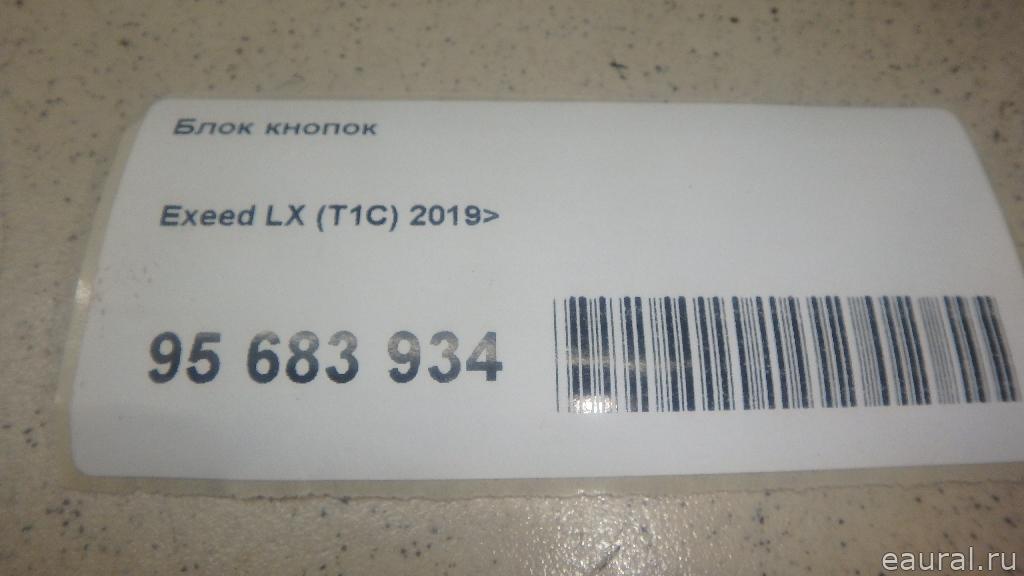 Блок кнопок
Exeed LX (T1C) 2019>
95 683 934
eaural.ru